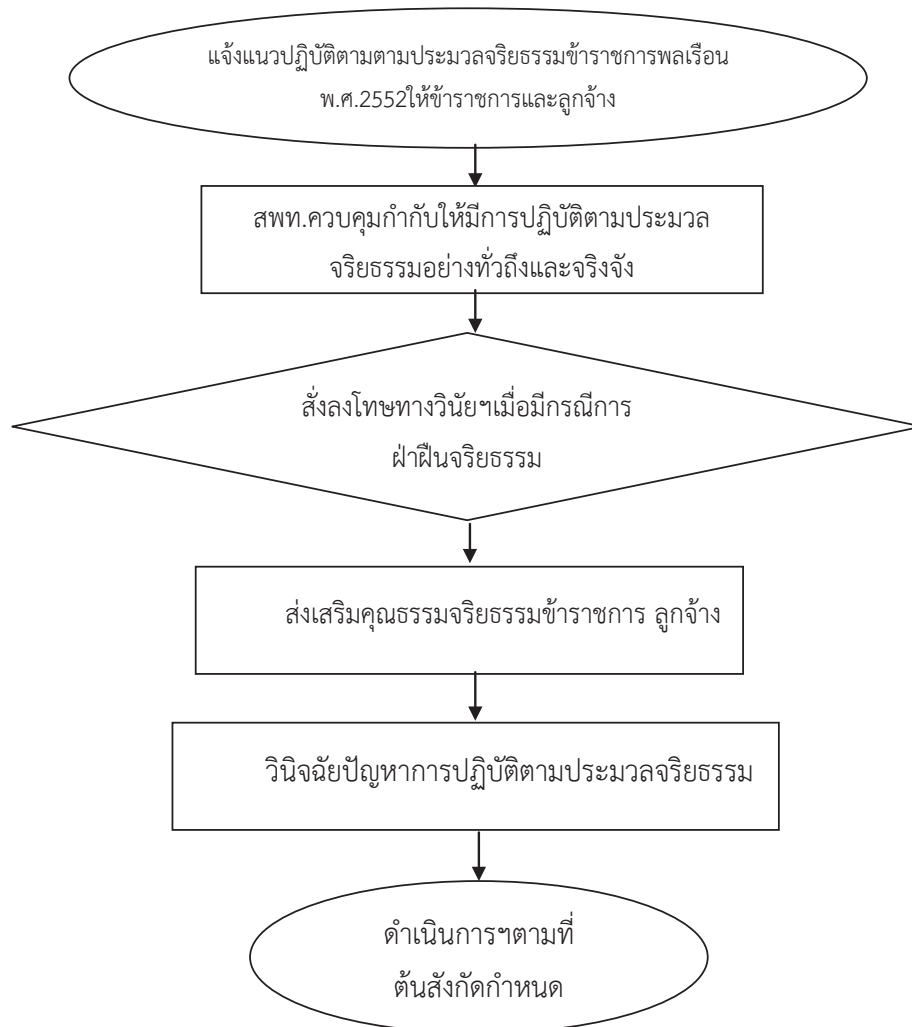 แจ้งแนวปฏิบัติตามตามประมวลจริยธรรมข้าราชการพลเรือน
พ.ศ.2552ให้ข้าราชการและลูกจ้าง
สพท.ควบคุมกำกับให้มีการปฏิบัติตามประมวล
จริยธรรมอย่างทั่วถึงและจริงจัง
สั่งลงโทษทางวินัยฯเมื่อมีกรณีการ
ฝ่าฝืนจริยธรรม
ส่งเสริมคุณธรรมจริยธรรมข้าราชการ ลูกจ้าง
วินิจฉัยปัญหาการปฏิบัติตามประมวลจริยธรรม
ดำเนินการฯตามที่
ต้นสังกัดกำหนด